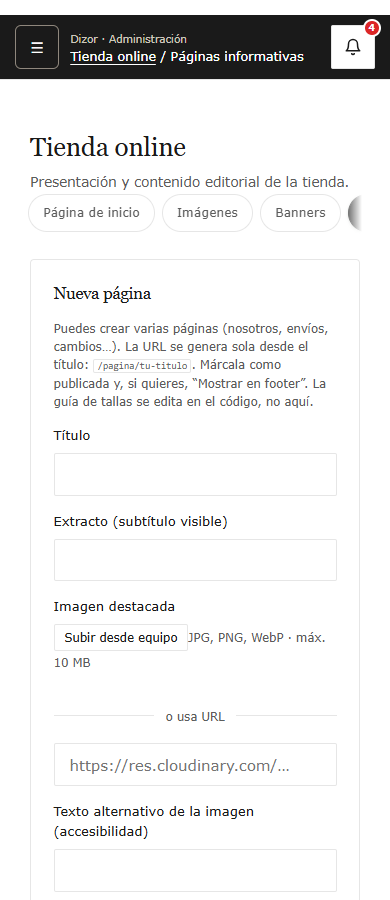 Dizor · Administración
Tienda online / Páginas informativas
4
Tienda online
Presentación y contenido editorial de la tienda.
Página de inicio
Imágenes
Banners
Nueva página
Puedes crear varias páginas (nosotros, envíos,
cambios…). La URL se genera sola desde el
título: /pagina/tu-titulo. Márcala como
publicada y, si quieres, “Mostrar en footer”. La
guía de tallas se edita en el código, no aquí.
Título
Extracto (subtítulo visible)
Imagen destacada
Subir desde equipo JPG, PNG, WebP · máx.
10 MB
o usa URL
https://res.cloudinary.com/…
Texto alternativo de la imagen
(accesibilidad)